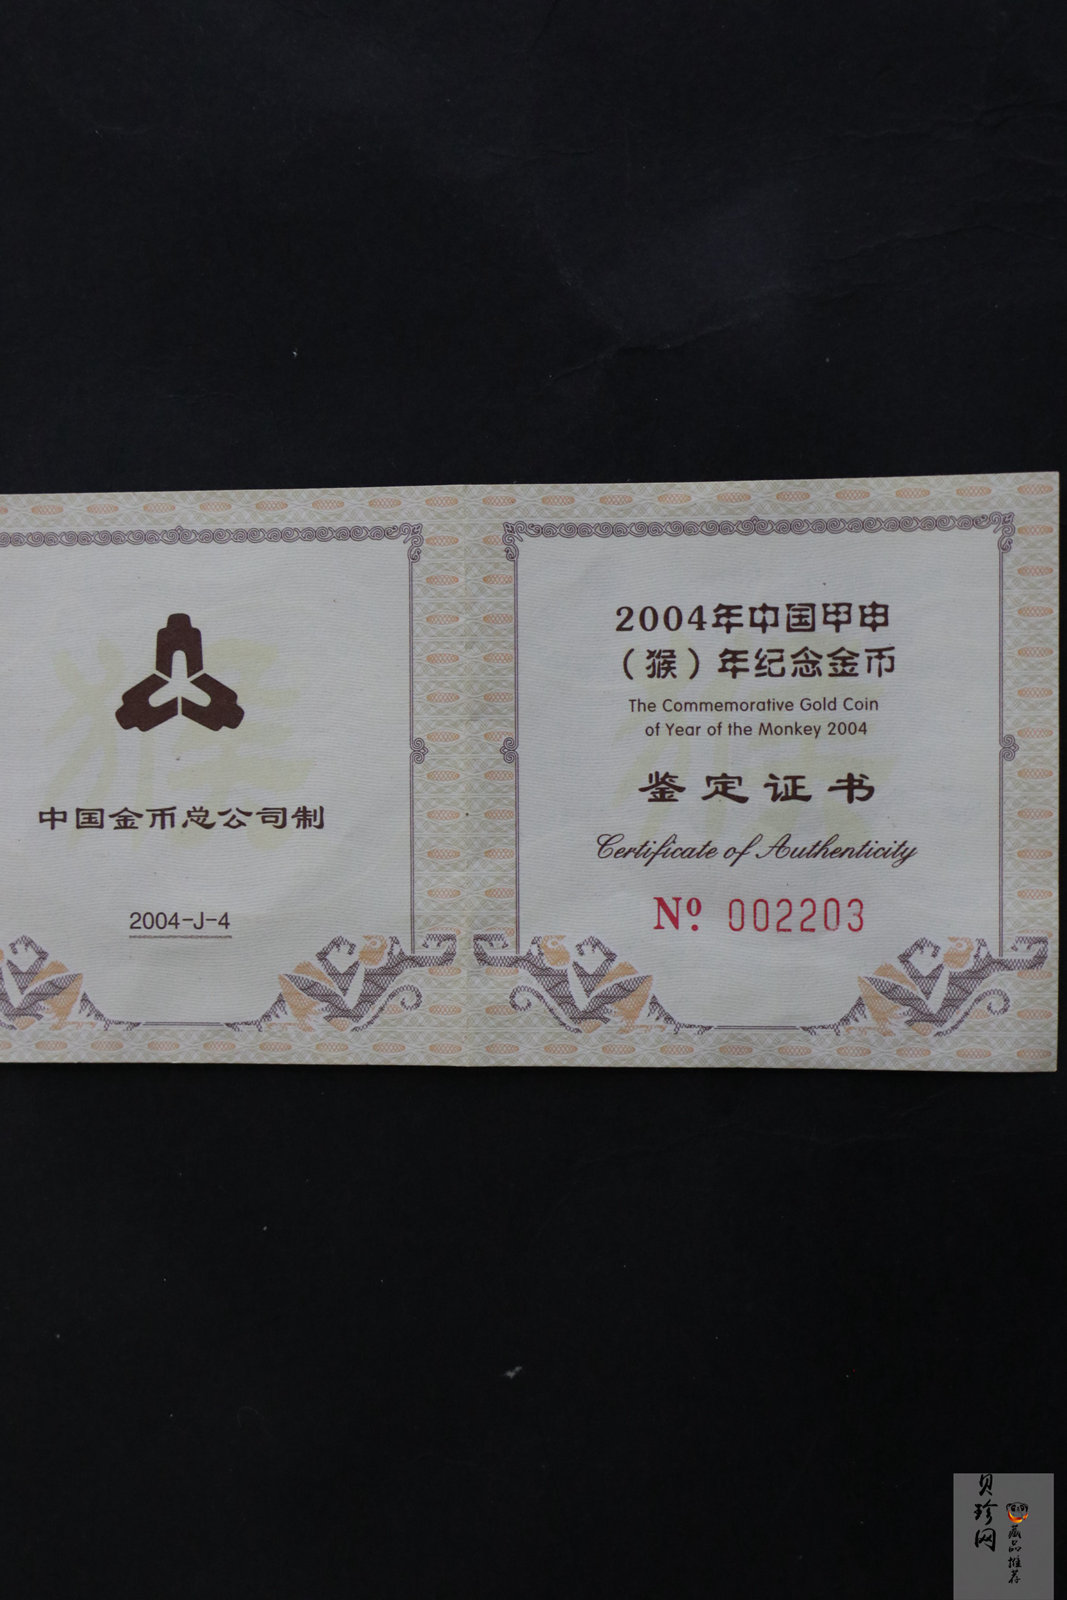 中国金币总公司制
2004-J-4
2004年中国甲申
（猴）年纪念金币
The Commemorative Gold Coin
of Year of the Monkey 2004
鉴定证书
Certificate of Authenticity
Nº. 002203
贝珍网
藏品推荐